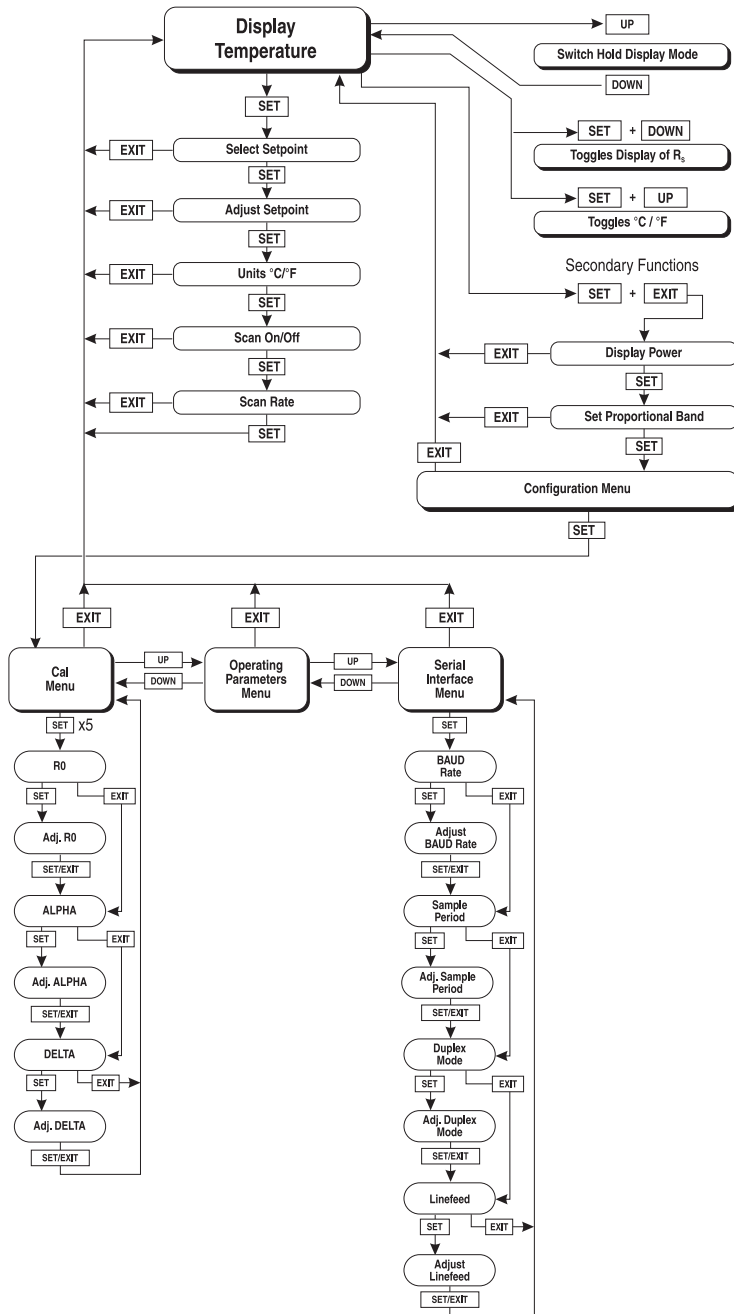 Display
Temperature
UP
Switch Hold Display Mode
DOWN
SET + DOWN
Toggles Display of Rₛ
SET + UP
Toggles °C / °F
SET
EXIT
Select Setpoint
SET
EXIT
Adjust Setpoint
SET
EXIT
Units °C/°F
SET
EXIT
Scan On/Off
SET
EXIT
Scan Rate
SET
Secondary Functions
SET + EXIT
EXIT
Display Power
SET
EXIT
Set Proportional Band
SET
EXIT
Configuration Menu
SET
EXIT
EXIT
EXIT
Cal
Menu
UP
DOWN
Operating
Parameters
Menu
UP
DOWN
Serial
Interface
Menu
SET x5
R0
SET
EXIT
Adj. R0
SET/EXIT
ALPHA
SET
EXIT
Adj. ALPHA
SET/EXIT
DELTA
SET
EXIT
Adj. DELTA
SET/EXIT
SET
BAUD
Rate
SET
EXIT
Adjust
BAUD Rate
SET/EXIT
Sample
Period
SET
EXIT
Adj. Sample
Period
SET/EXIT
Duplex
Mode
SET
EXIT
Adj. Duplex
Mode
SET/EXIT
Linefeed
SET
EXIT
Adjust
Linefeed
SET/EXIT